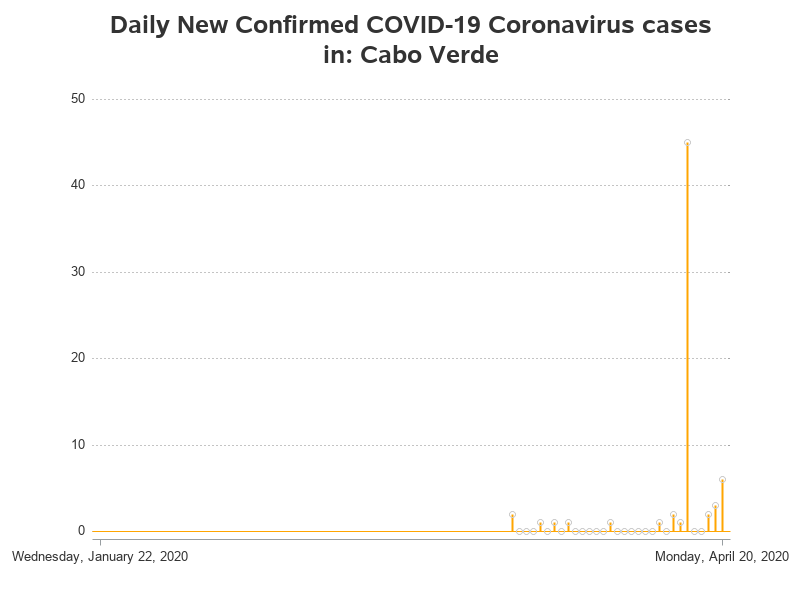 Daily New Confirmed COVID-19 Coronavirus cases
in: Cabo Verde
50
40
30
20
10
0
Wednesday, January 22, 2020 Monday, April 20, 2020